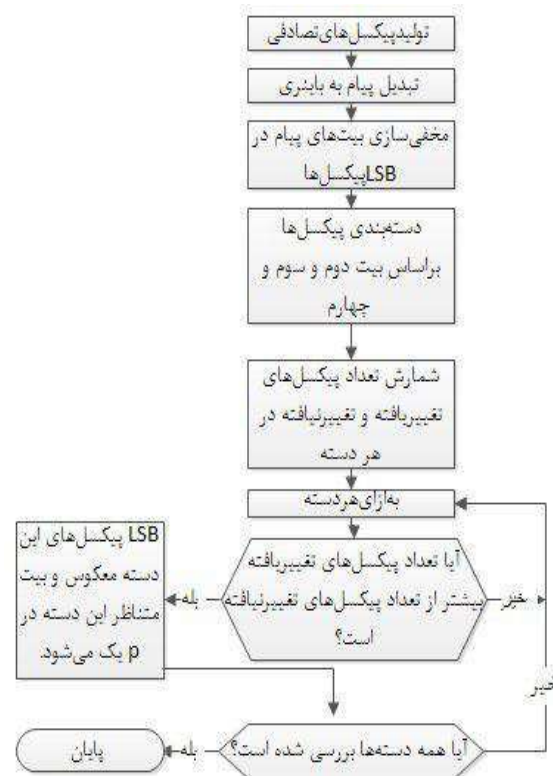 تولیدپیکسل‌های‌تصادفی
تبدیل پیام به باینری
مخفی‌سازی بیت‌های پیام در
LSBپیکسل‌ها
دسته‌بندی پیکسل‌ها
براساس بیت دوم و سوم و
چهارم
شمارش تعداد پیکسل‌های
تغییریافته و تغییرنیافته در
هر دسته
به‌ازای‌هردسته
آیا تعداد پیکسل‌های تغییریافته
بیشتر از تعداد پیکسل‌های تغییرنیافته
است؟
خیر
بله
LSB پیکسل‌های این
دسته معکوس و بیت
متناظر این دسته در
p یک می‌شود.
خیر
آیا همه دسته‌ها بررسی شده است؟
بله
پایان